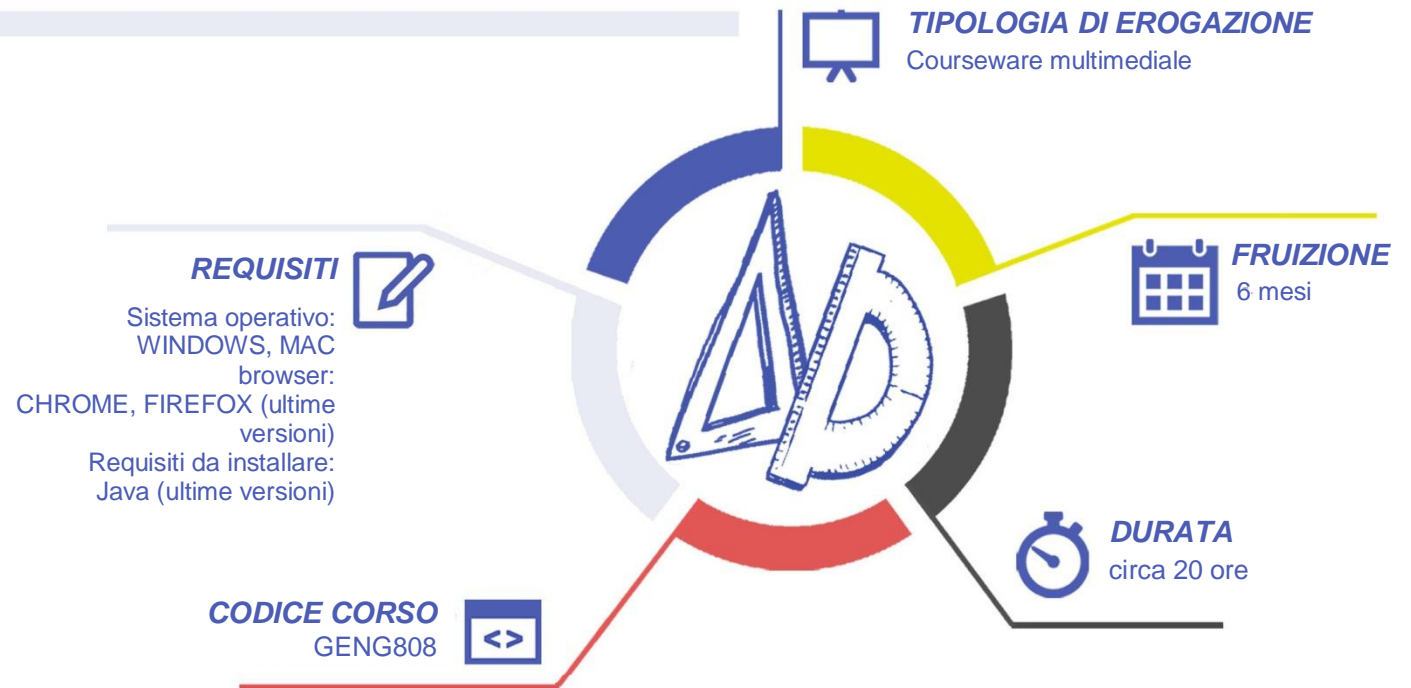 TIPOLOGIA DI EROGAZIONE
Courseware multimediale
FRUIZIONE
6 mesi
REQUISITI
Sistema operativo:
WINDOWS, MAC
browser:
CHROME, FIREFOX (ultime
versioni)
Requisiti da installare:
Java (ultime versioni)
DURATA
circa 20 ore
CODICE CORSO
GENG808
<>